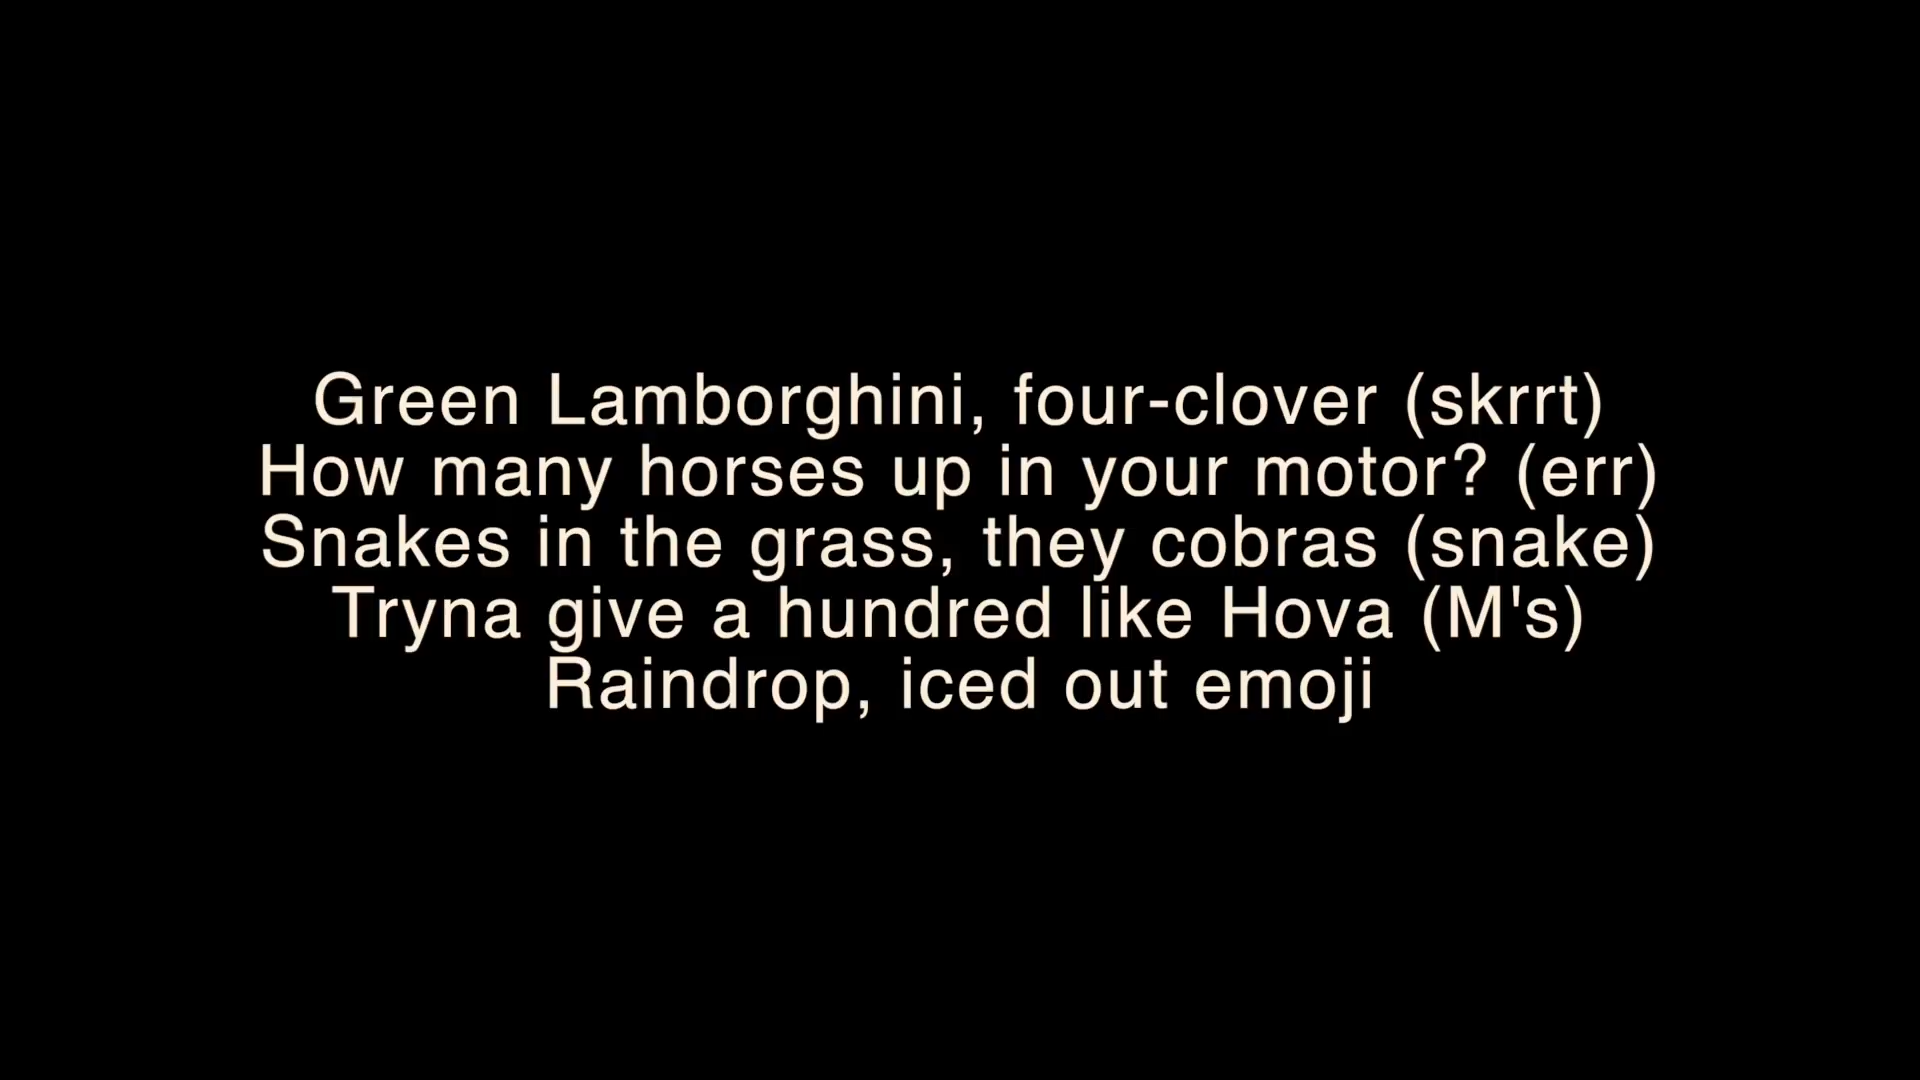 Green Lamborghini, four-clover (skrrt)
How many horses up in your motor? (err)
Snakes in the grass, they cobras (snake)
Tryna give a hundred like Hova (M's)
Raindrop, iced out emoji